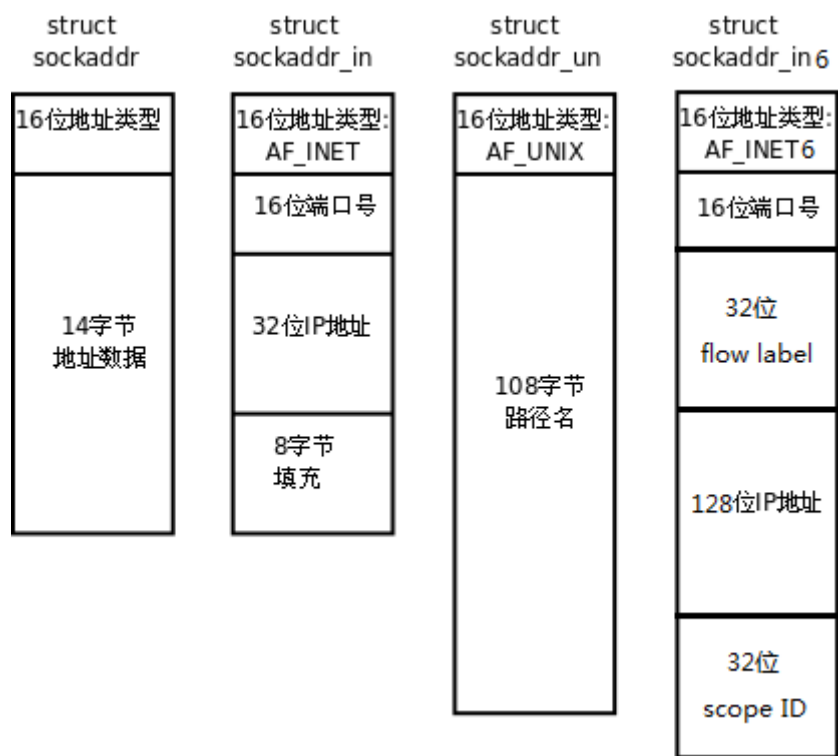 struct
sockaddr
16位地址类型
14字节
地址数据
struct
sockaddr_in
16位地址类型:
AF_INET
16位端口号
32位IP地址
8字节
填充
struct
sockaddr_un
16位地址类型:
AF_UNIX
108字节
路径名
struct
sockaddr_in6
16位地址类型:
AF_INET6
16位端口号
32位
flow label
128位IP地址
32位
scope ID